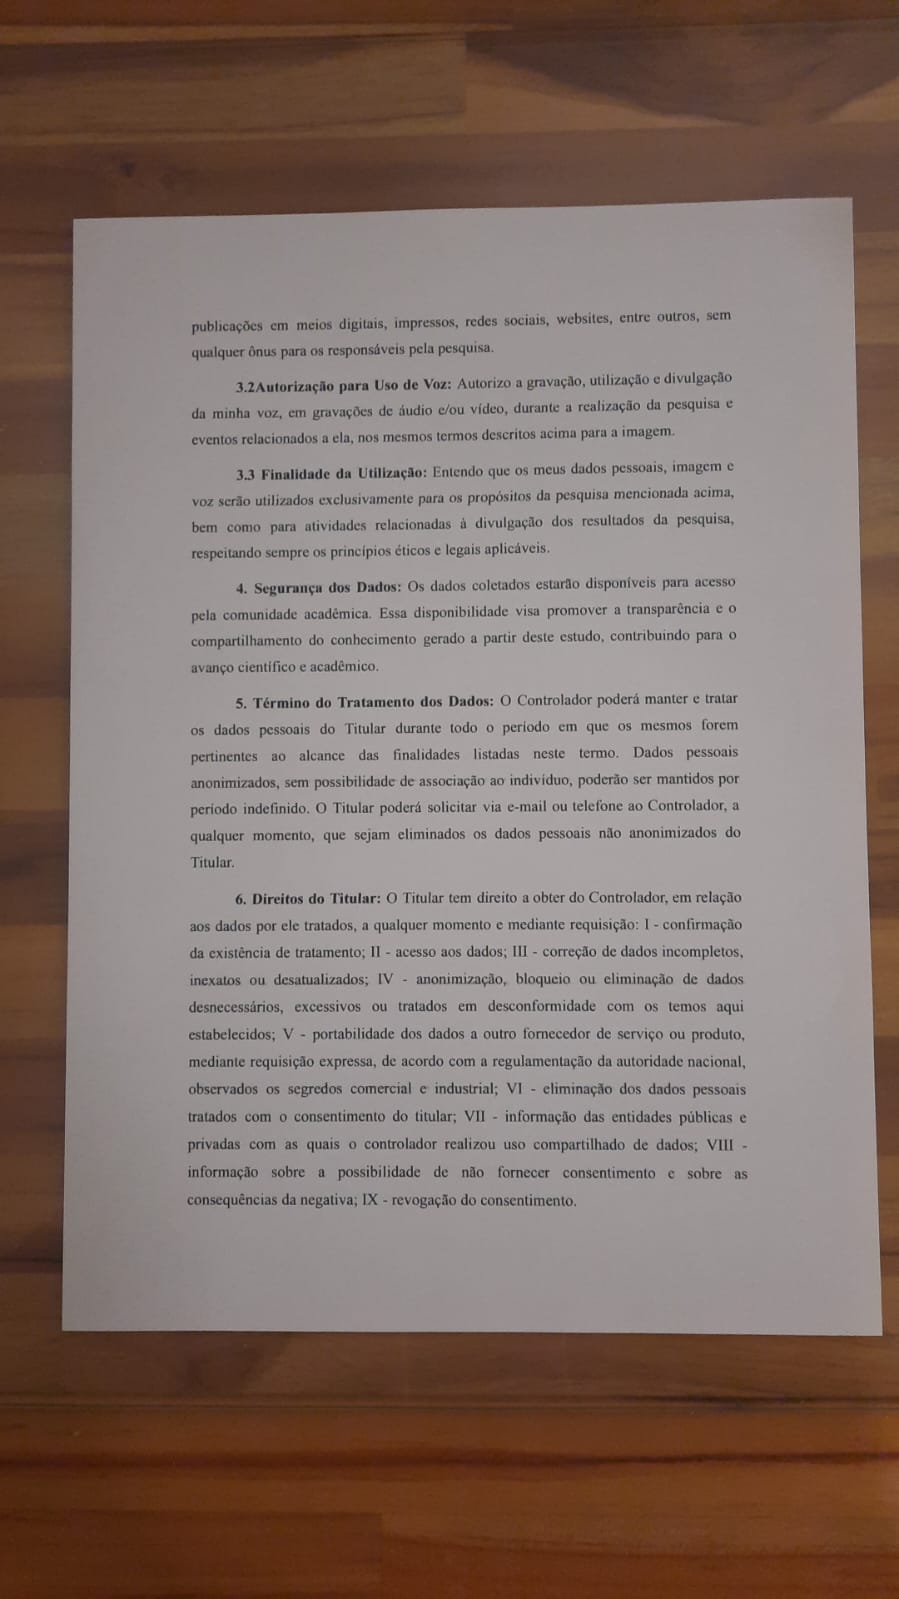 publicações em meios digitais, impressos, redes sociais, websites, entre outros, sem
qualquer ônus para os responsáveis pela pesquisa.
3.2Autorização para Uso de Voz: Autorizo a gravação, utilização e divulgação
da minha voz, em gravações de áudio e/ou vídeo, durante a realização da pesquisa e
eventos relacionados a ela, nos mesmos termos descritos acima para a imagem.
3.3 Finalidade da Utilização: Entendo que os meus dados pessoais, imagem e
voz serão utilizados exclusivamente para os propósitos da pesquisa mencionada acima,
bem como para atividades relacionadas à divulgação dos resultados da pesquisa,
respeitando sempre os princípios éticos e legais aplicáveis.
4. Segurança dos Dados: Os dados coletados estarão disponíveis para acesso
pela comunidade acadêmica. Essa disponibilidade visa promover a transparência e o
compartilhamento do conhecimento gerado a partir deste estudo, contribuindo para o
avanço científico e acadêmico.
5. Término do Tratamento dos Dados: O Controlador poderá manter e tratar
os dados pessoais do Titular durante todo o período em que os mesmos forem
pertinentes ao alcance das finalidades listadas neste termo. Dados pessoais
anonimizados, sem possibilidade de associação ao indivíduo, poderão ser mantidos por
período indefinido. O Titular poderá solicitar via e-mail ou telefone ao Controlador, a
qualquer momento, que sejam eliminados os dados pessoais não anonimizados do
Titular.
6. Direitos do Titular: O Titular tem direito a obter do Controlador, em relação
aos dados por ele tratados, a qualquer momento e mediante requisição: I - confirmação
da existência de tratamento; II - acesso aos dados; III - correção de dados incompletos,
inexatos ou desatualizados; IV - anonimização, bloqueio ou eliminação de dados
desnecessários, excessivos ou tratados em desconformidade com os temos aqui
estabelecidos; V - portabilidade dos dados a outro fornecedor de serviço ou produto,
mediante requisição expressa, de acordo com a regulamentação da autoridade nacional,
observados os segredos comercial e industrial; VI - eliminação dos dados pessoais
tratados com o consentimento do titular; VII - informação das entidades públicas e
privadas com as quais o controlador realizou uso compartilhado de dados; VIII -
informação sobre a possibilidade de não fornecer consentimento e sobre as
consequências da negativa; IX - revogação do consentimento.